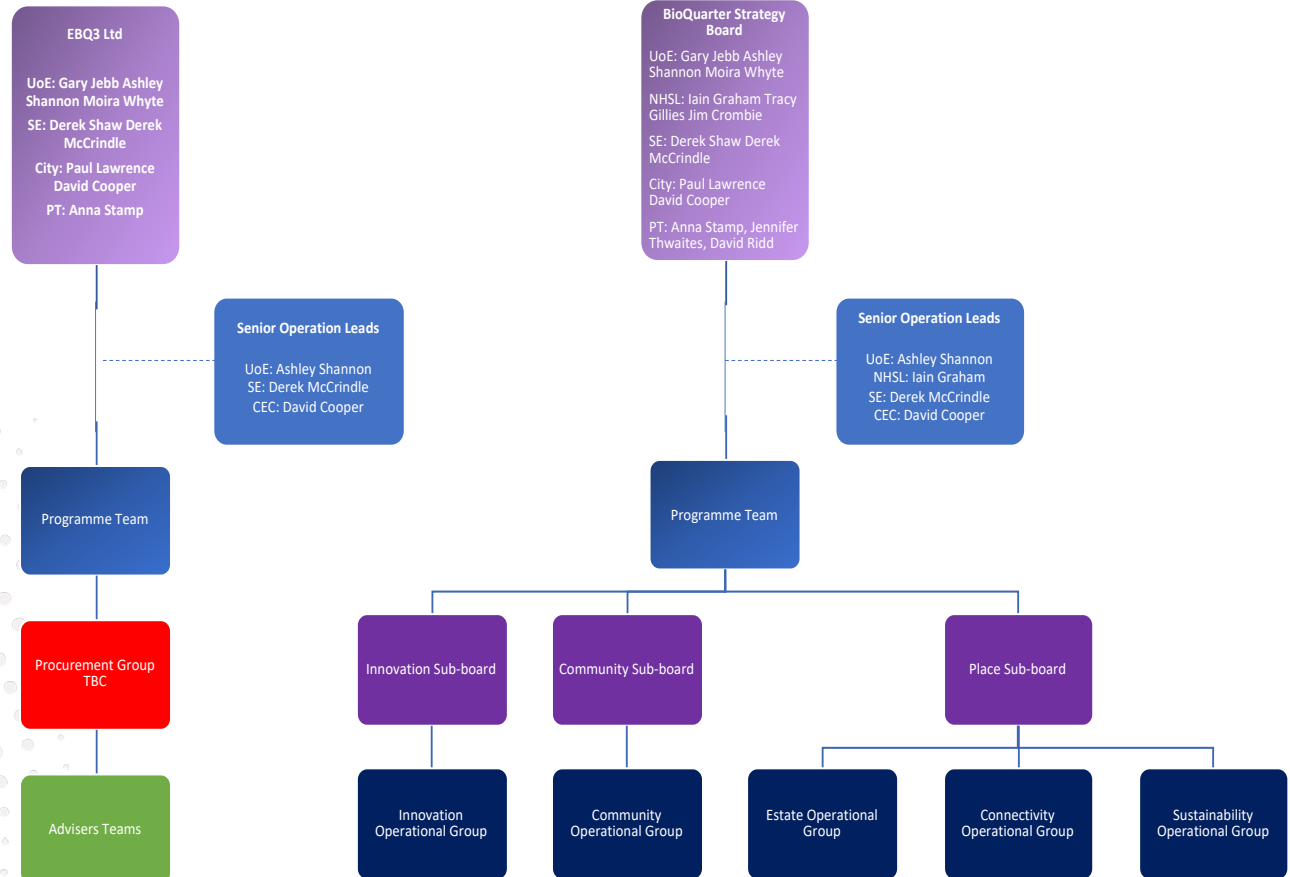 EBQ3 Ltd
UoE: Gary Jebb Ashley
Shannon Moira Whyte
SE: Derek Shaw Derek
McCrindle
City: Paul Lawrence
David Cooper
PT: Anna Stamp
Senior Operation Leads
UoE: Ashley Shannon
SE: Derek McCrindle
CEC: David Cooper
Programme Team
Procurement Group
TBC
Advisers Teams
BioQuarter Strategy
Board
UoE: Gary Jebb Ashley
Shannon Moira Whyte
NHSL: Iain Graham Tracy
Gillies Jim Crombie
SE: Derek Shaw Derek
McCrindle
City: Paul Lawrence
David Cooper
PT: Anna Stamp, Jennifer
Thwaites, David Ridd
Senior Operation Leads
UoE: Ashley Shannon
NHSL: Iain Graham
SE: Derek McCrindle
CEC: David Cooper
Programme Team
Innovation Sub-board
Community Sub-board
Place Sub-board
Innovation
Operational Group
Community
Operational Group
Estate Operational
Group
Connectivity
Operational Group
Sustainability
Operational Group